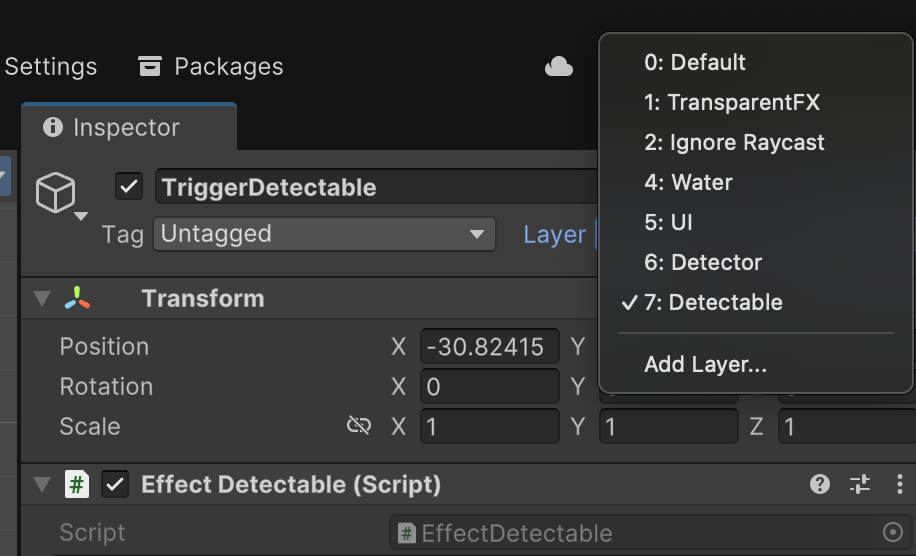 Settings Packages
Inspector
TriggerDetectable
Tag Untagged Layer
0: Default
1: TransparentFX
2: Ignore Raycast
4: Water
5: UI
6: Detector
7: Detectable
Add Layer...
Transform
Position X -30.82415 Y
Rotation X 0 Y
Scale X 1 Y 1 Z 1
# Effect Detectable (Script)
Script # EffectDetectable